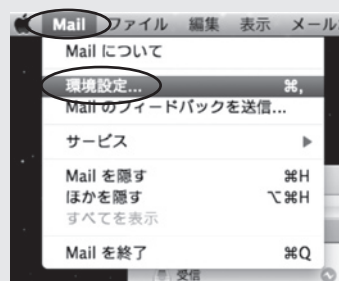 Mail ファイル 編集 表示 メール
Mail について
環境設定... ⌘,
Mail のフィードバックを送信...
サービス ▶
Mail を隠す ⌘H
ほかを隠す ⌥⌘H
すべてを表示
Mail を終了 ⌘Q
受信